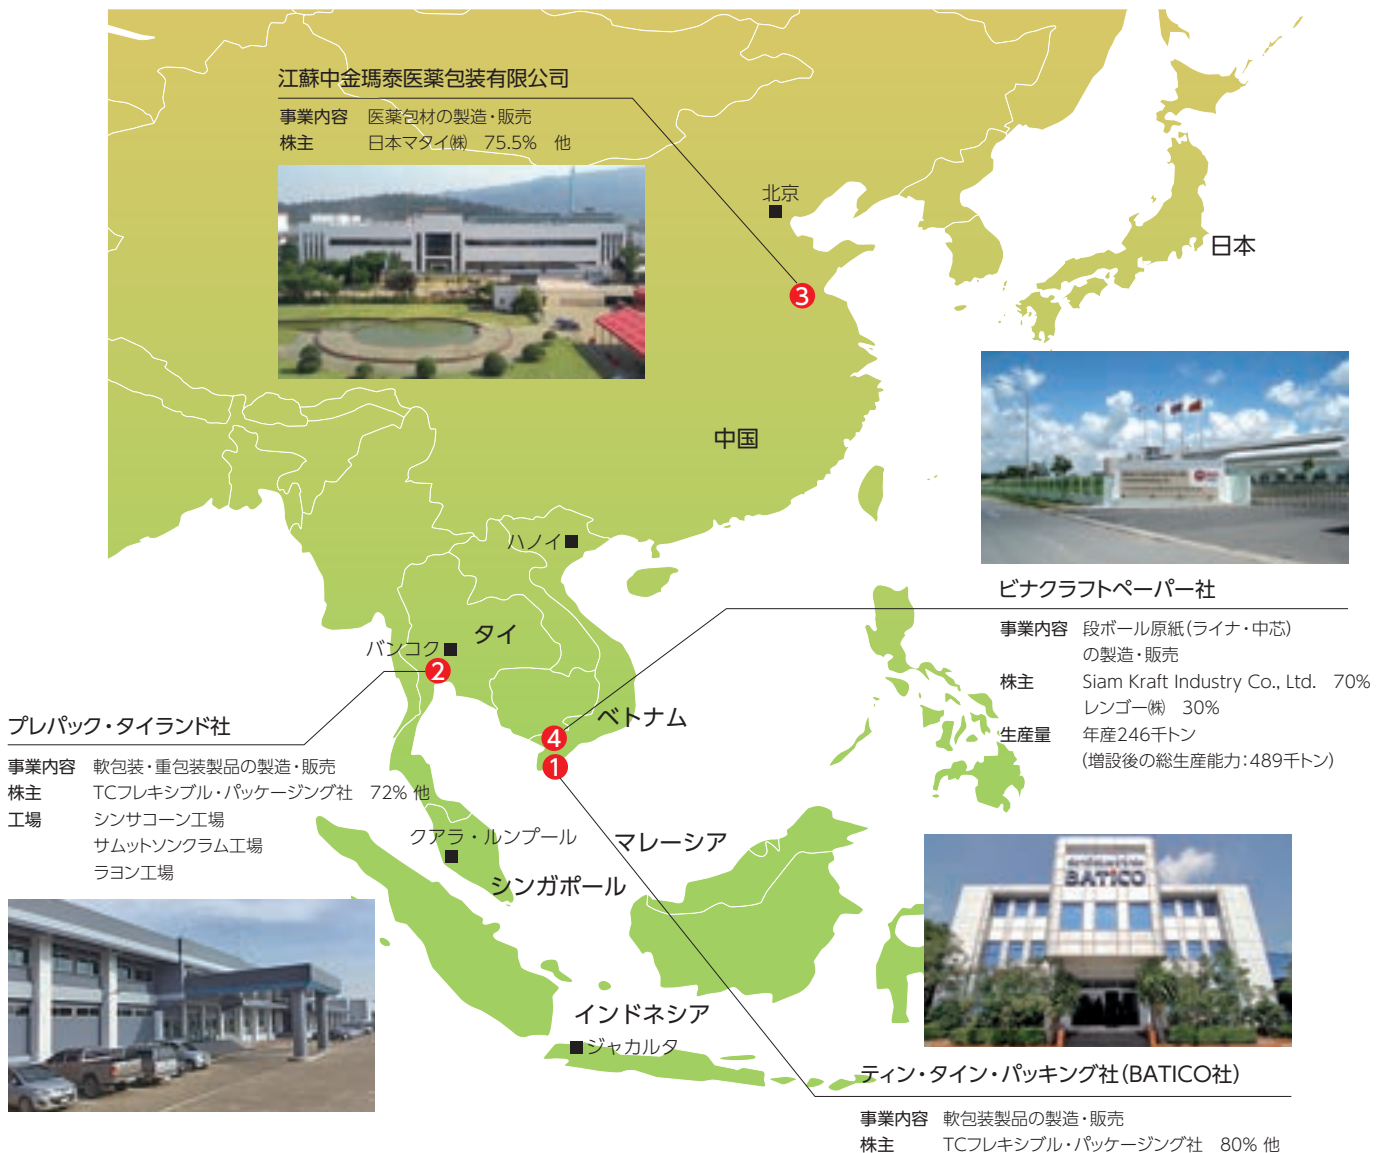 江蘇中金瑪泰医薬包装有限公司
事業内容 医薬包材の製造・販売
株主 日本マタイ㈱ 75.5% 他
北京
日本
3
中国
ハノイ
ビナクラフトペーパー社
事業内容 段ボール原紙(ライナ・中芯)
の製造・販売
株主 Siam Kraft Industry Co., Ltd. 70%
レンゴー㈱ 30%
生産量 年産246千トン
(増設後の総生産能力:489千トン)
タイ
バンコク
2
ベトナム
4
1
プレパック・タイランド社
事業内容 軟包装・重包装製品の製造・販売
株主 TCフレキシブル・パッケージング社 72% 他
工場 シンサコーン工場
サムットソンクラム工場
ラヨン工場
クアラ・ルンプール
マレーシア
シンガポール
インドネシア
ジャカルタ
BATICO
ティン・タイン・パッキング社(BATICO社)
事業内容 軟包装製品の製造・販売
株主 TCフレキシブル・パッケージング社 80% 他